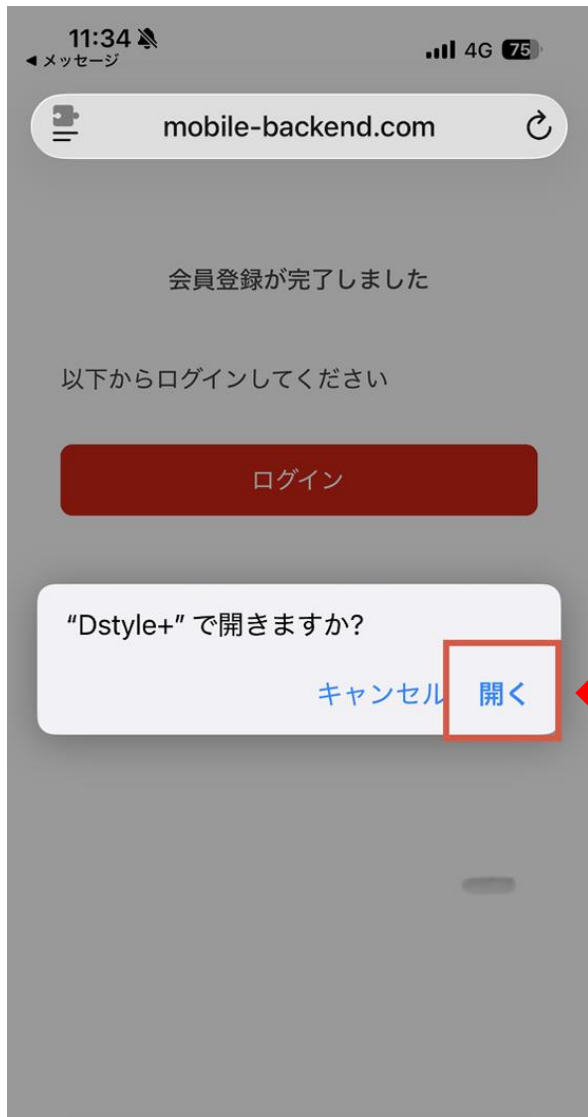 11:34
◀ メッセージ
4G 75
mobile-backend.com
会員登録が完了しました
以下からログインしてください
ログイン
“Dstyle+” で開きますか?
キャンセル 開く